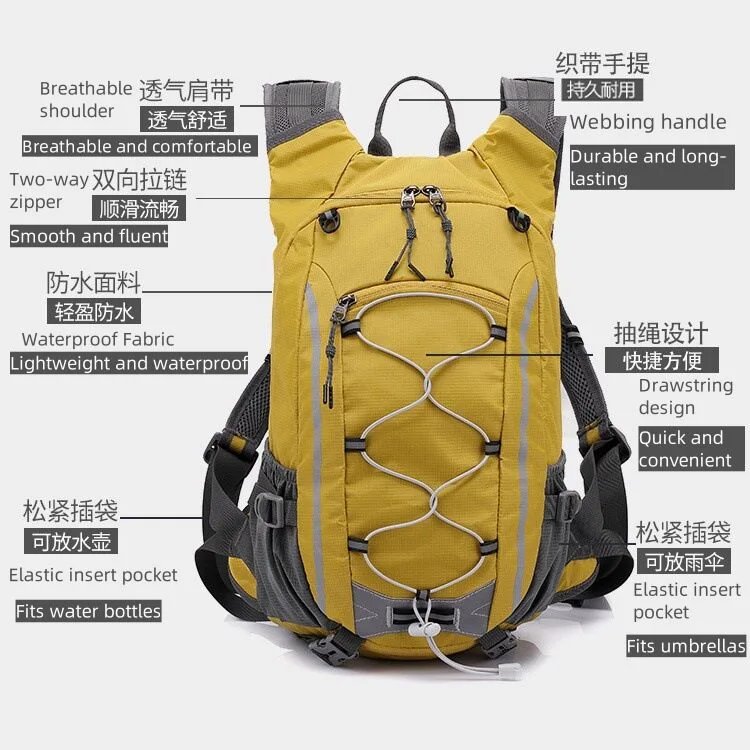 Breathable
shoulder
透气肩带
透气舒适
Breathable and comfortable
织带手提
持久耐用
Webbing handle
Durable and long-
lasting
Two-way
zipper
双向拉链
顺滑流畅
Smooth and fluent
防水面料
轻盈防水
Waterproof Fabric
Lightweight and waterproof
抽绳设计
快捷方便
Drawstring
design
Quick and
convenient
松紧插袋
可放水壶
Elastic insert pocket
Fits water bottles
松紧插袋
可放雨伞
Elastic insert
pocket
Fits umbrellas